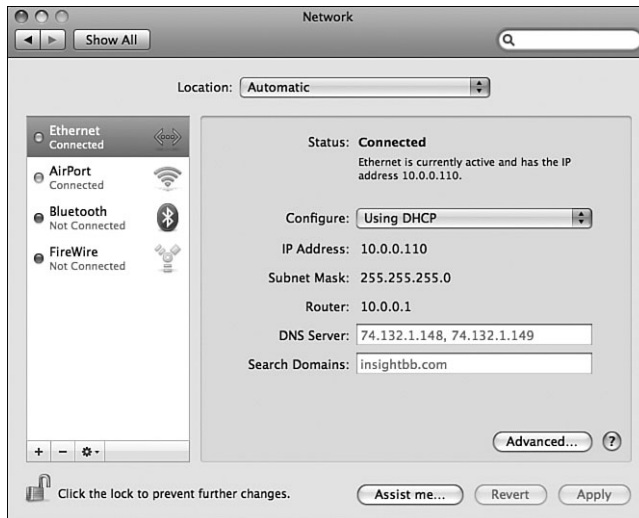 Network
Show All
Location: Automatic
Ethernet
Connected
AirPort
Connected
Bluetooth
Not Connected
FireWire
Not Connected
Status: Connected
Ethernet is currently active and has the IP
address 10.0.0.110.
Configure: Using DHCP
IP Address: 10.0.0.110
Subnet Mask: 255.255.255.0
Router: 10.0.0.1
DNS Server: 74.132.1.148, 74.132.1.149
Search Domains: insightbb.com
Advanced... ?
+ −
Click the lock to prevent further changes.
Assist me... Revert Apply